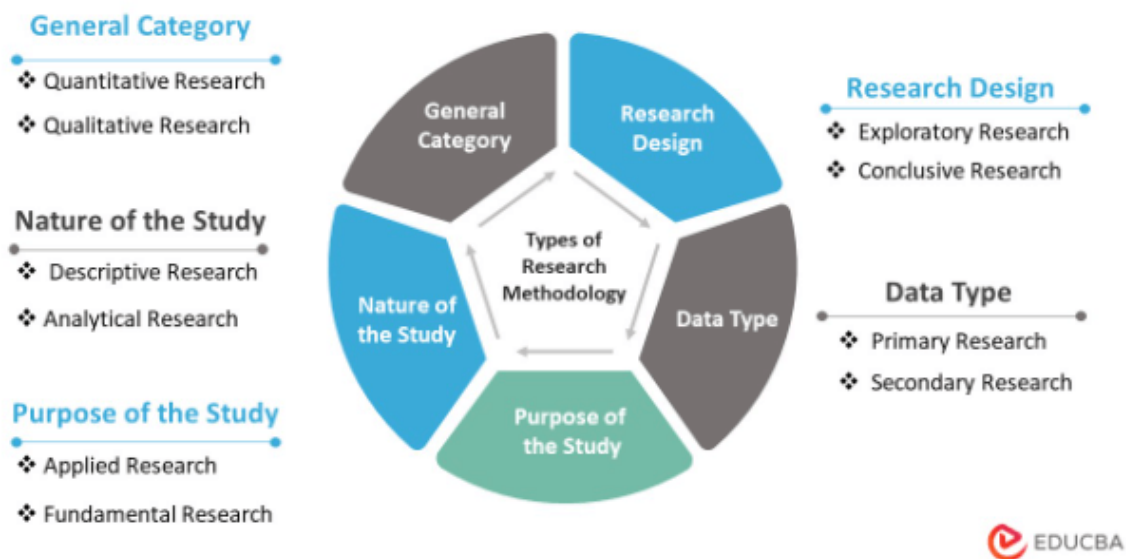 General Category
❖ Quantitative Research
❖ Qualitative Research
Nature of the Study
❖ Descriptive Research
❖ Analytical Research
Purpose of the Study
❖ Applied Research
❖ Fundamental Research
General
Category
Research
Design
Data Type
Purpose of
the Study
Nature of
the Study
Types of
Research
Methodology
Research Design
❖ Exploratory Research
❖ Conclusive Research
Data Type
❖ Primary Research
❖ Secondary Research
EDUCBA